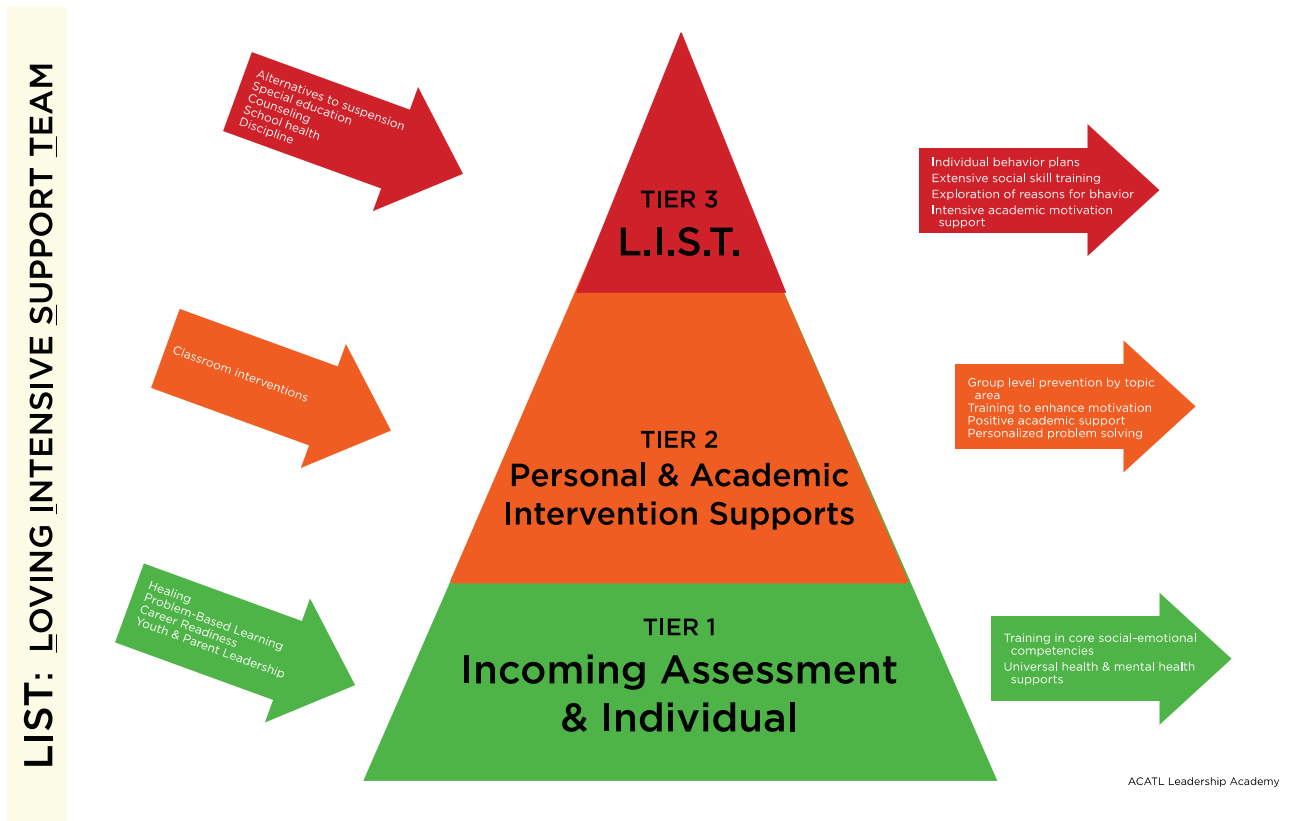 LIST: LOVING INTENSIVE SUPPORT TEAM
Alternatives to suspension
Special education
Counseling
School health
Discipline
TIER 3
L.I.S.T.
Individual behavior plans
Extensive social skill training
Exploration of reasons for bhavior
Intensive academic motivation
support
Classroom interventions
TIER 2
Personal & Academic
Intervention Supports
Group level prevention by topic
area
Training to enhance motivation
Positive academic support
Personalized problem solving
Healing
Problem-Based Learning
Career Readiness
Youth & Parent Leadership
TIER 1
Incoming Assessment
& Individual
Training in core social-emotional
competencies
Universal health & mental health
supports
ACATL Leadership Academy